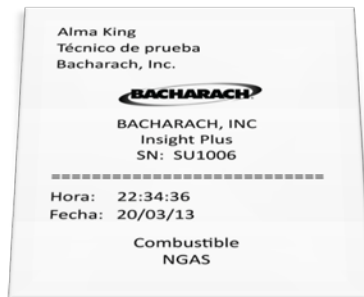 Alma King
Técnico de prueba
Bacharach, Inc.
BACHARACH
BACHARACH, INC
Insight Plus
SN: SU1006
============================
Hora: 22:34:36
Fecha: 20/03/13
Combustible
NGAS